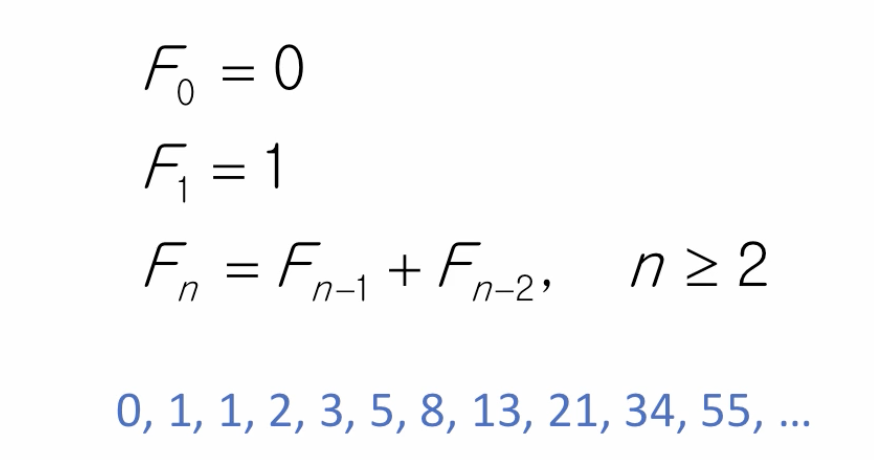 F₀ = 0
F₁ = 1
Fₙ = Fₙ₋₁ + Fₙ₋₂, n ≥ 2
0, 1, 1, 2, 3, 5, 8, 13, 21, 34, 55, ...